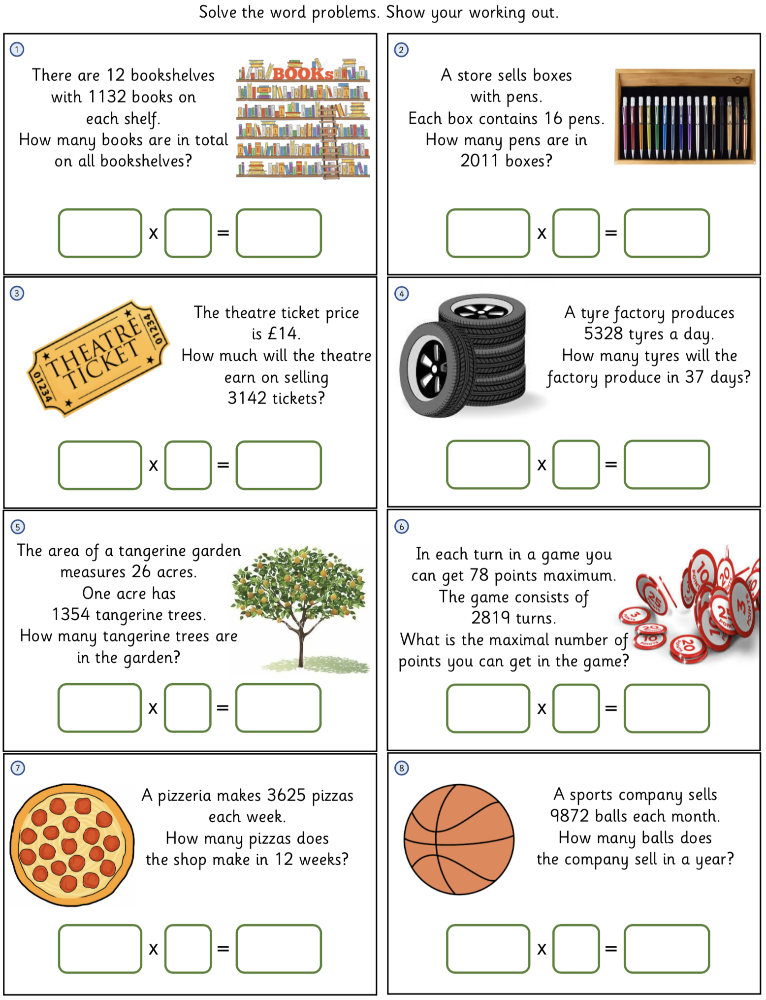 Solve the word problems. Show your working out.
1
There are 12 bookshelves
with 1132 books on
each shelf.
How many books are in total
on all bookshelves?
BOOKs
x =
2
A store sells boxes
with pens.
Each box contains 16 pens.
How many pens are in
2011 boxes?
x =
3
THEATRE
TICKET
01234
01234
The theatre ticket price
is £14.
How much will the theatre
earn on selling
3142 tickets?
x =
4
A tyre factory produces
5328 tyres a day.
How many tyres will the
factory produce in 37 days?
x =
5
The area of a tangerine garden
measures 26 acres.
One acre has
1354 tangerine trees.
How many tangerine trees are
in the garden?
x =
6
In each turn in a game you
can get 78 points maximum.
The game consists of
2819 turns.
What is the maximal number of
points you can get in the game?
10
POINTS
20
25
POINTS
3
POINTS
3
20
10
POINTS
20
POINTS
x =
7
A pizzeria makes 3625 pizzas
each week.
How many pizzas does
the shop make in 12 weeks?
x =
8
A sports company sells
9872 balls each month.
How many balls does
the company sell in a year?
x =